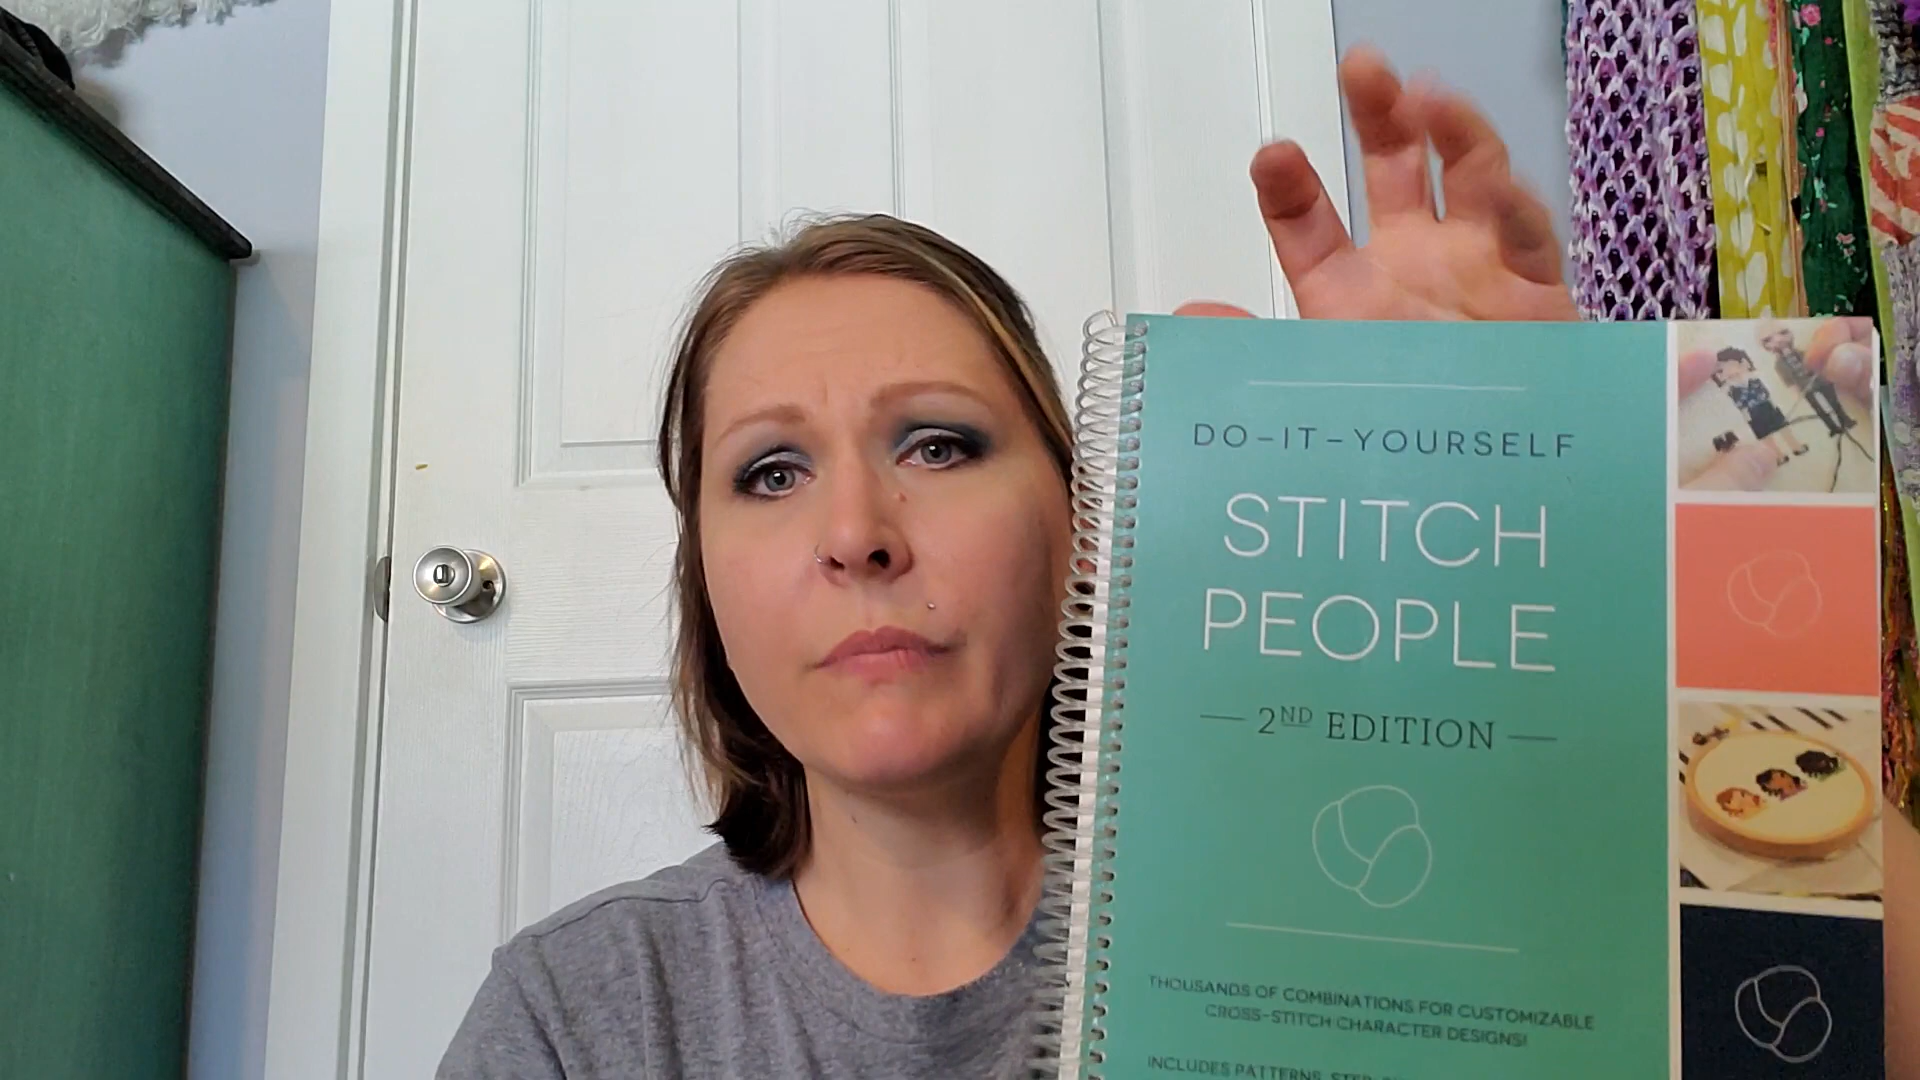 DO-IT-YOURSELF
STITCH
PEOPLE
2ND EDITION
THOUSANDS OF COMBINATIONS FOR CUSTOMIZABLE
CROSS-STITCH CHARACTER DESIGNS!
INCLUDES PATTERNS,